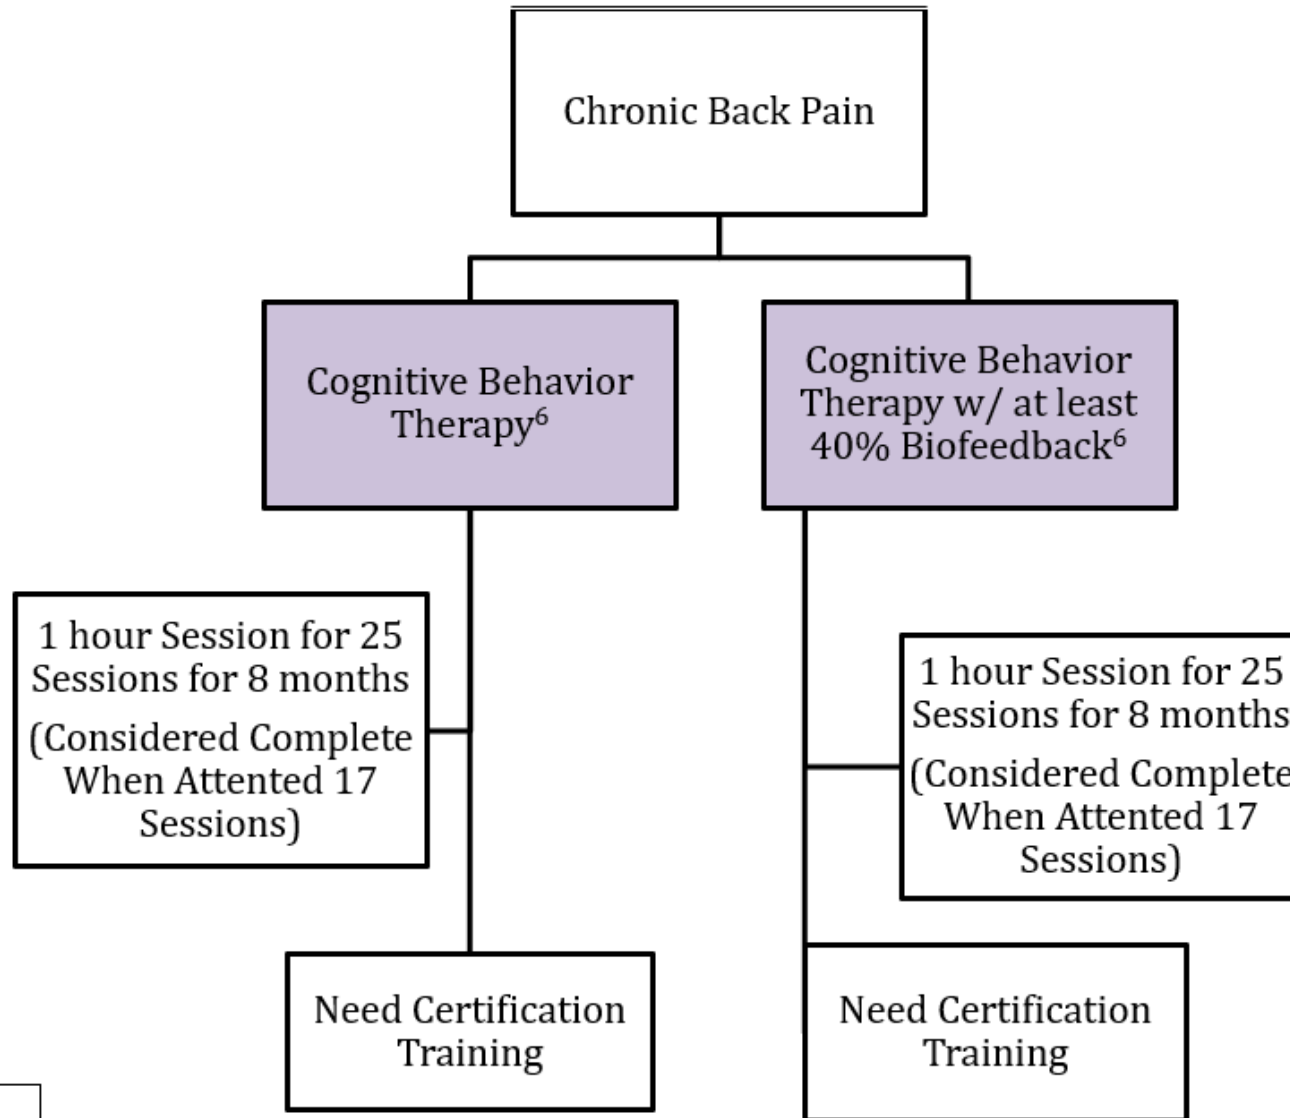 Chronic Back Pain
Cognitive Behavior
Therapy⁶
Cognitive Behavior
Therapy w/ at least
40% Biofeedback⁶
1 hour Session for 25
Sessions for 8 months
(Considered Complete
When Attented 17
Sessions)
1 hour Session for 25
Sessions for 8 months
(Considered Complete
When Attented 17
Sessions)
Need Certification
Training
Need Certification
Training